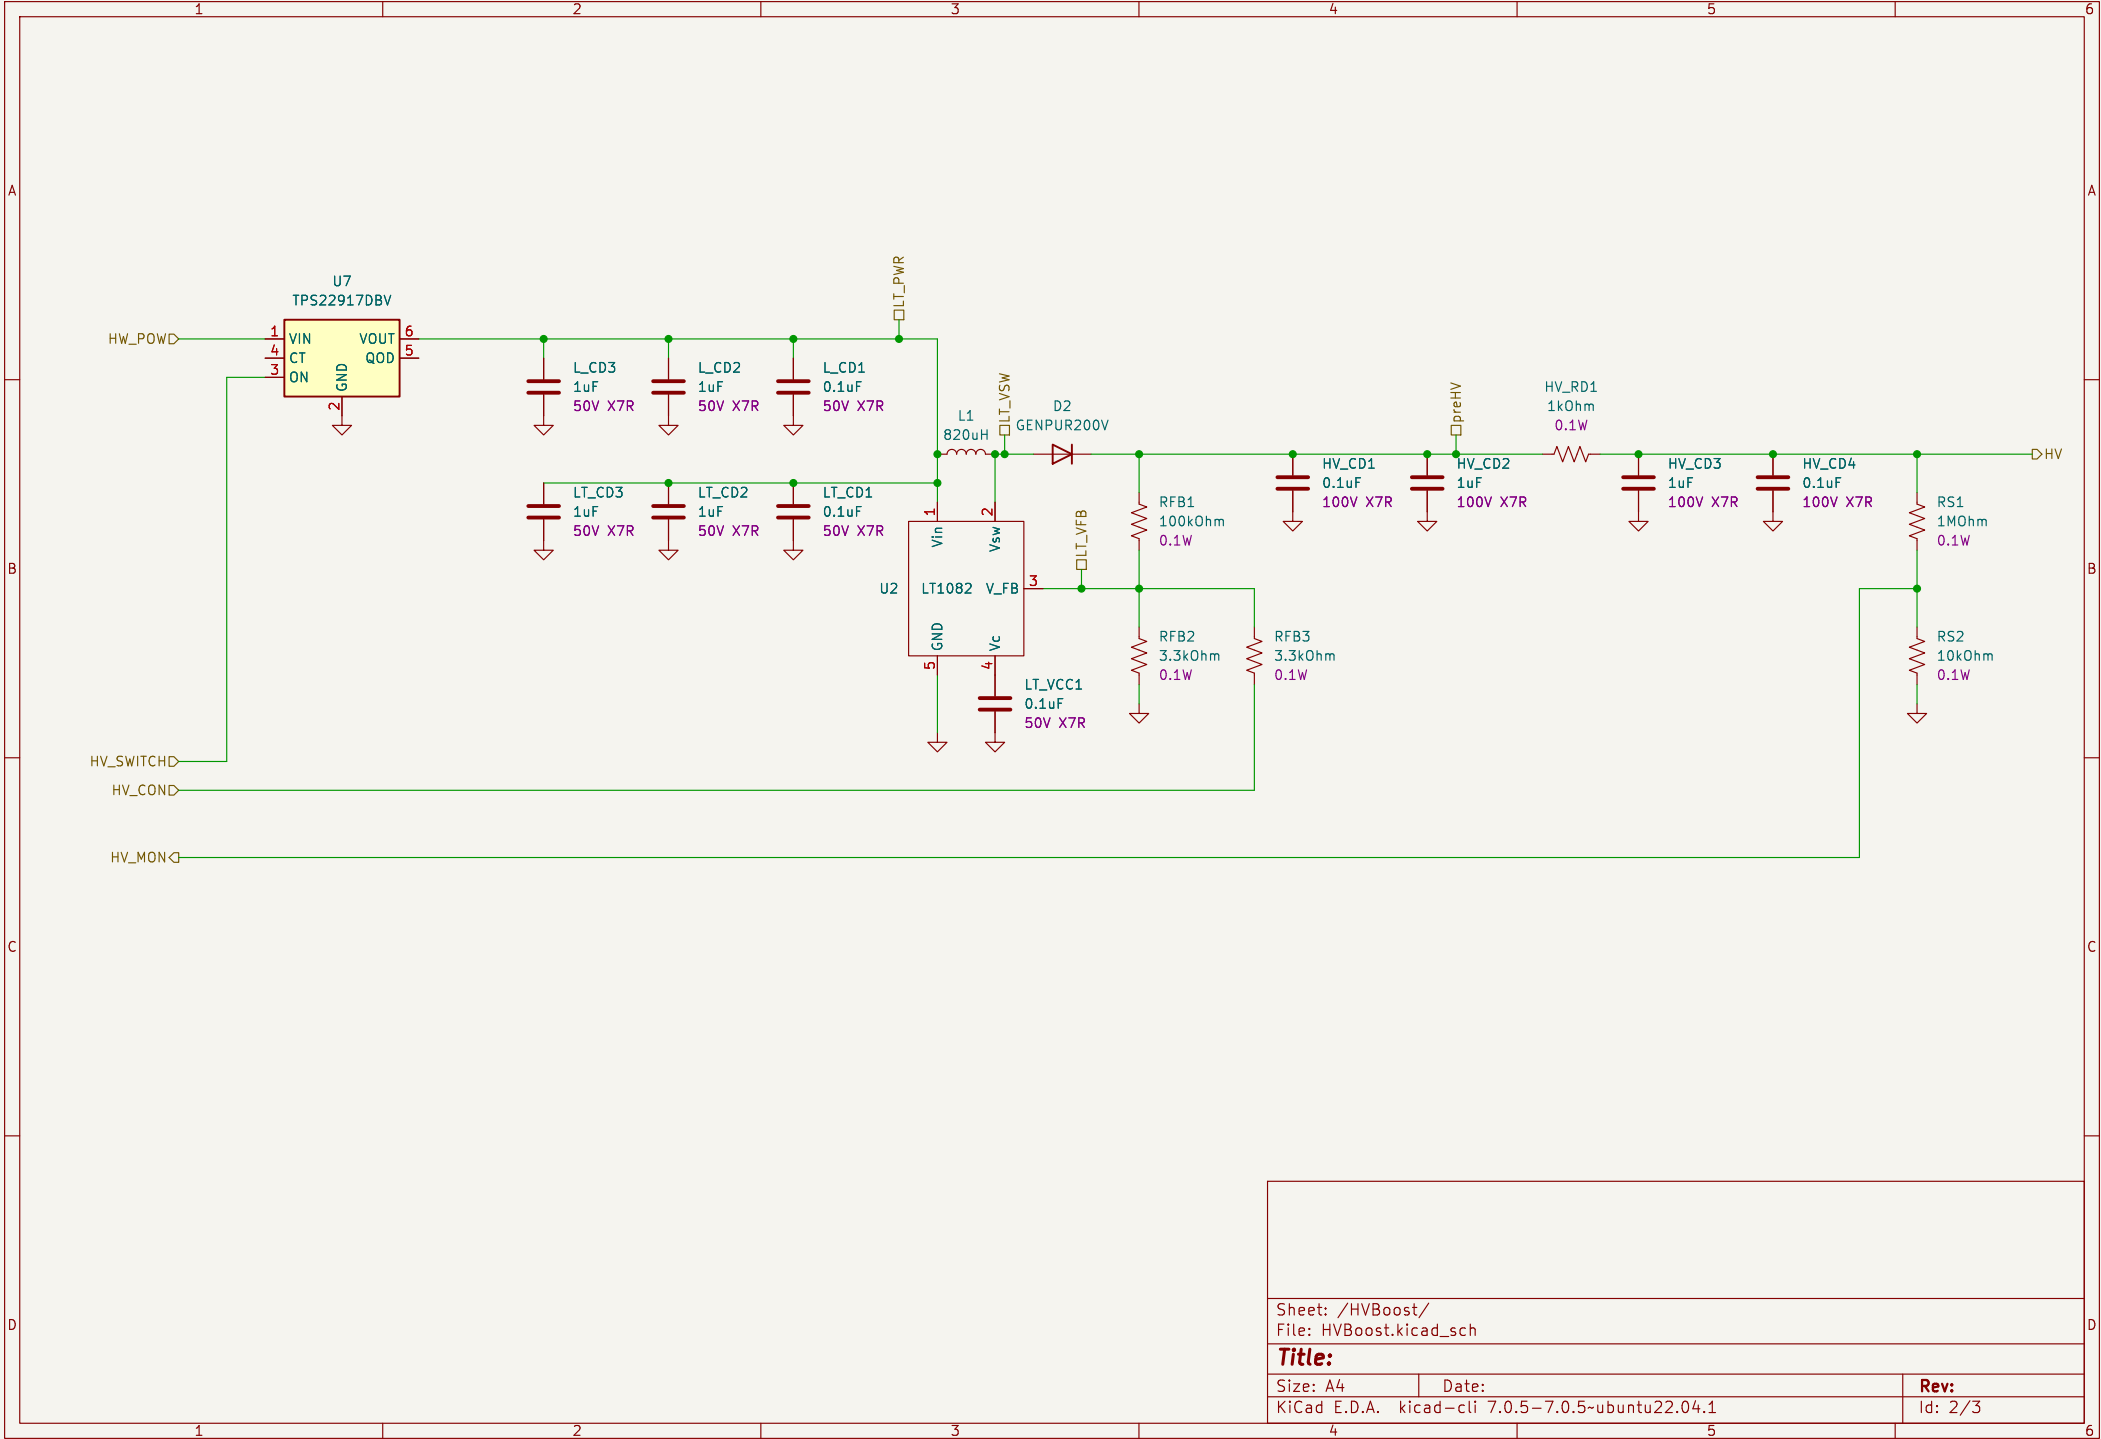 1 2 3 4 5 6
A A
B B
C C
D D
U7
TPS22917DBV
HW_POW
1 VIN VOUT 6
4 CT QOD 5
3 ON
GND
2
L_CD3
1uF
50V X7R
L_CD2
1uF
50V X7R
L_CD1
0.1uF
50V X7R
LT_PWR
LT_VSW
L1
820uH
D2
GENPUR200V
preHV
HV_RD1
1kOhm
0.1W
HV
LT_CD3
1uF
50V X7R
LT_CD2
1uF
50V X7R
LT_CD1
0.1uF
50V X7R
HV_CD1
0.1uF
100V X7R
HV_CD2
1uF
100V X7R
HV_CD3
1uF
100V X7R
HV_CD4
0.1uF
100V X7R
RFB1
100kOhm
0.1W
RS1
1MOhm
0.1W
LT_VFB
1 2
Vin Vsw
U2 LT1082 V_FB 3
GND Vc
5 4
RFB2
3.3kOhm
0.1W
RFB3
3.3kOhm
0.1W
RS2
10kOhm
0.1W
LT_VCC1
0.1uF
50V X7R
HV_SWITCH
HV_CON
HV_MON
Sheet: /HVBoost/
File: HVBoost.kicad_sch
Title:
Size: A4 Date: Rev:
KiCad E.D.A. kicad-cli 7.0.5-7.0.5~ubuntu22.04.1 Id: 2/3
1 2 3 4 5 6